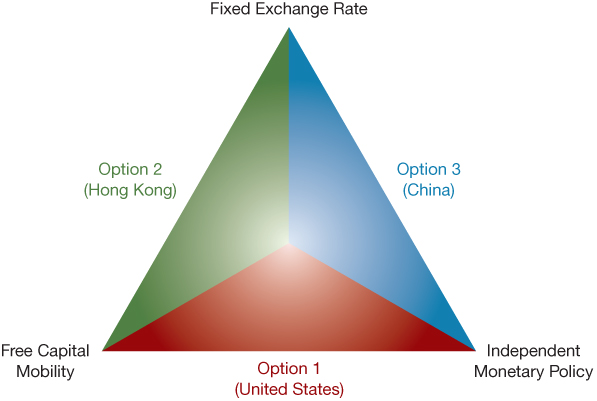 Fixed Exchange Rate
Option 2
(Hong Kong)
Option 3
(China)
Free Capital
Mobility
Option 1
(United States)
Independent
Monetary Policy